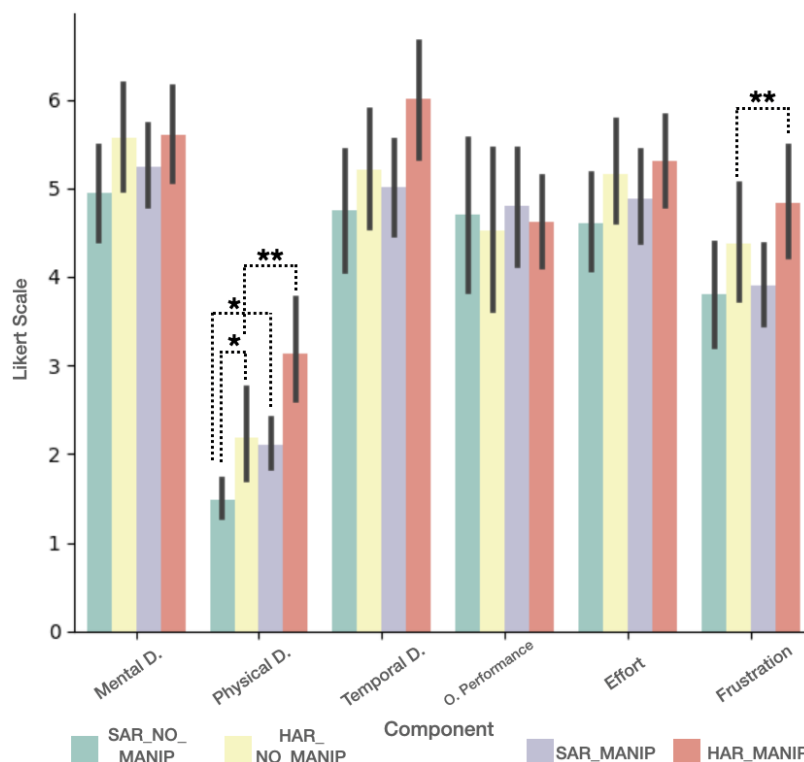 6
**
5
4
**
*
*
3
2
1
0
Likert Scale
Mental D.
Physical D.
Temporal D.
O. Performance
Effort
Frustration
Component
SAR_NO_
MANIP
HAR_
NO_MANIP
SAR_MANIP
HAR_MANIP